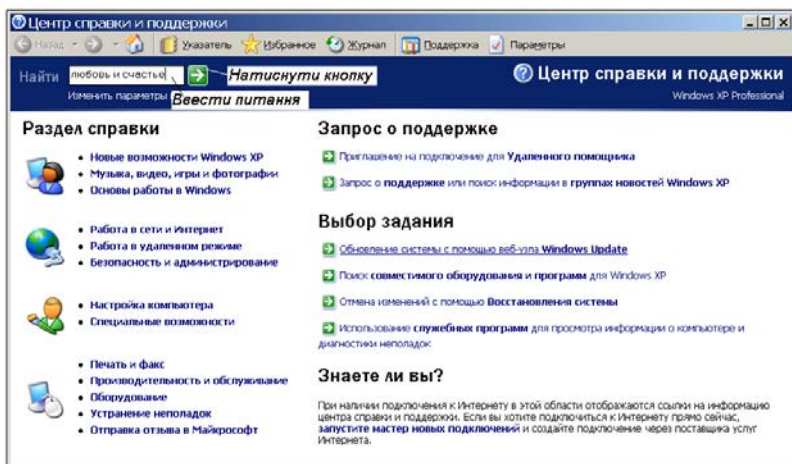 Центр справки и поддержки
Назад Указатель Избранное Журнал Поддержка Параметры
Найти любовь и счастье Натиснути кнопку
Центр справки и поддержки
Изменить параметры Ввести питання
Windows XP Professional
Раздел справки
Новые возможности Windows XP
Музыка, видео, игры и фотографии
Основы работы в Windows
Работа в сети и Интернет
Работа в удаленном режиме
Безопасность и администрирование
Настройка компьютера
Специальные возможности
Печать и факс
Производительность и обслуживание
Оборудование
Устранение неполадок
Отправка отзыва в Майкрософт
Запрос о поддержке
Приглашение на подключение для Удаленного помощника
Запрос о поддержке или поиск информации в группах новостей Windows XP
Выбор задания
Обновление системы с помощью веб-узла Windows Update
Поиск совместимого оборудования и программ для Windows XP
Отмена изменений с помощью Восстановления системы
Использование служебных программ для просмотра информации о компьютере и
диагностики неполадок
Знаете ли вы?
При наличии подключения к Интернету в этой области отображаются ссылки на информацию
центра справки и поддержки. Если вы хотите подключиться к Интернету прямо сейчас,
запустите мастер новых подключений и создайте подключение через поставщика услуг
Интернета.